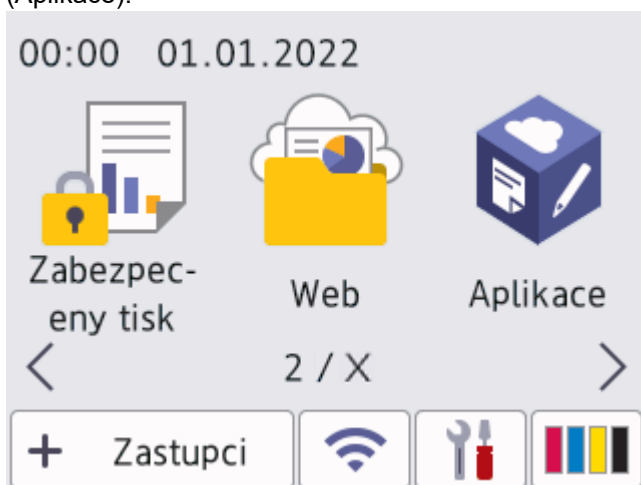 (Aplikace).
00:00 01.01.2022
Zabezpec-
eny tisk
Web
Aplikace
2 / X
+ Zastupci